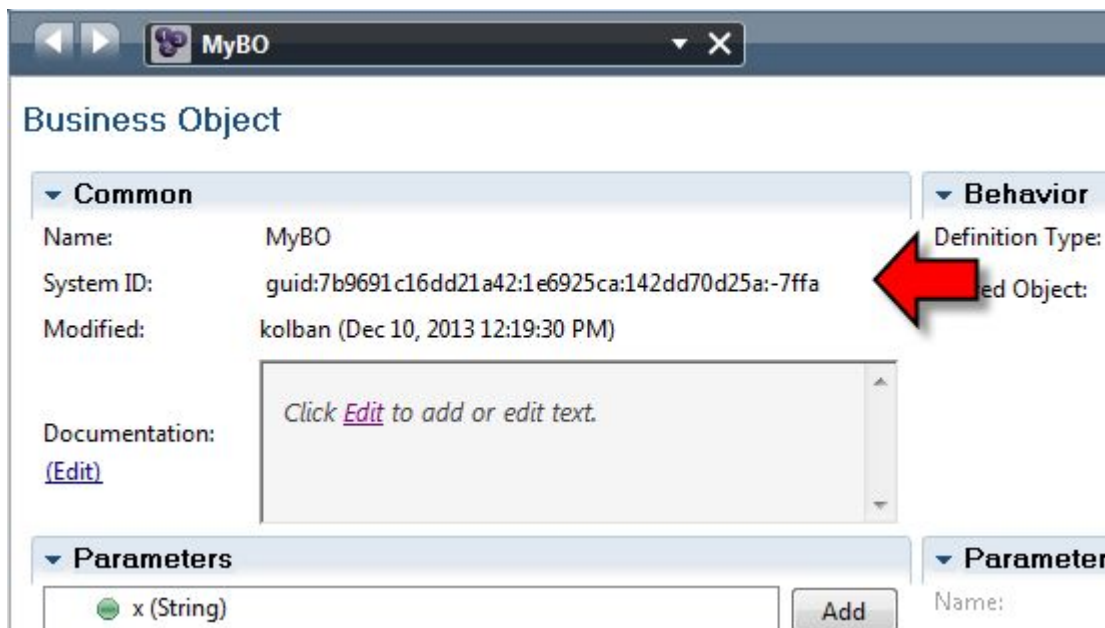 MyBO
Business Object
Common
Behavior
Name: MyBO
Definition Type:
System ID: guid:7b9691c16dd21a42:1e6925ca:142dd70d25a:-7ffa
Object:
Modified: kolban (Dec 10, 2013 12:19:30 PM)
Click Edit to add or edit text.
Documentation:
(Edit)
Parameters
x (String)
Add
Name: